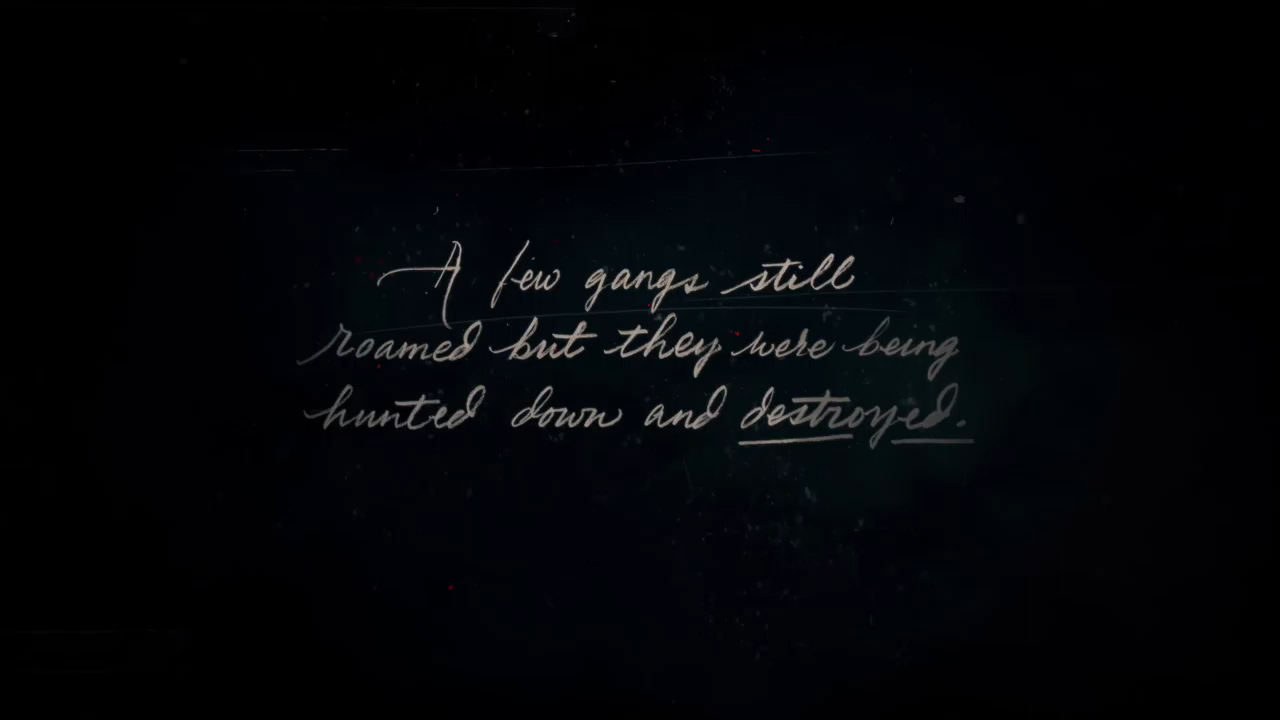 A few gangs still
roamed but they were being
hunted down and destroyed.